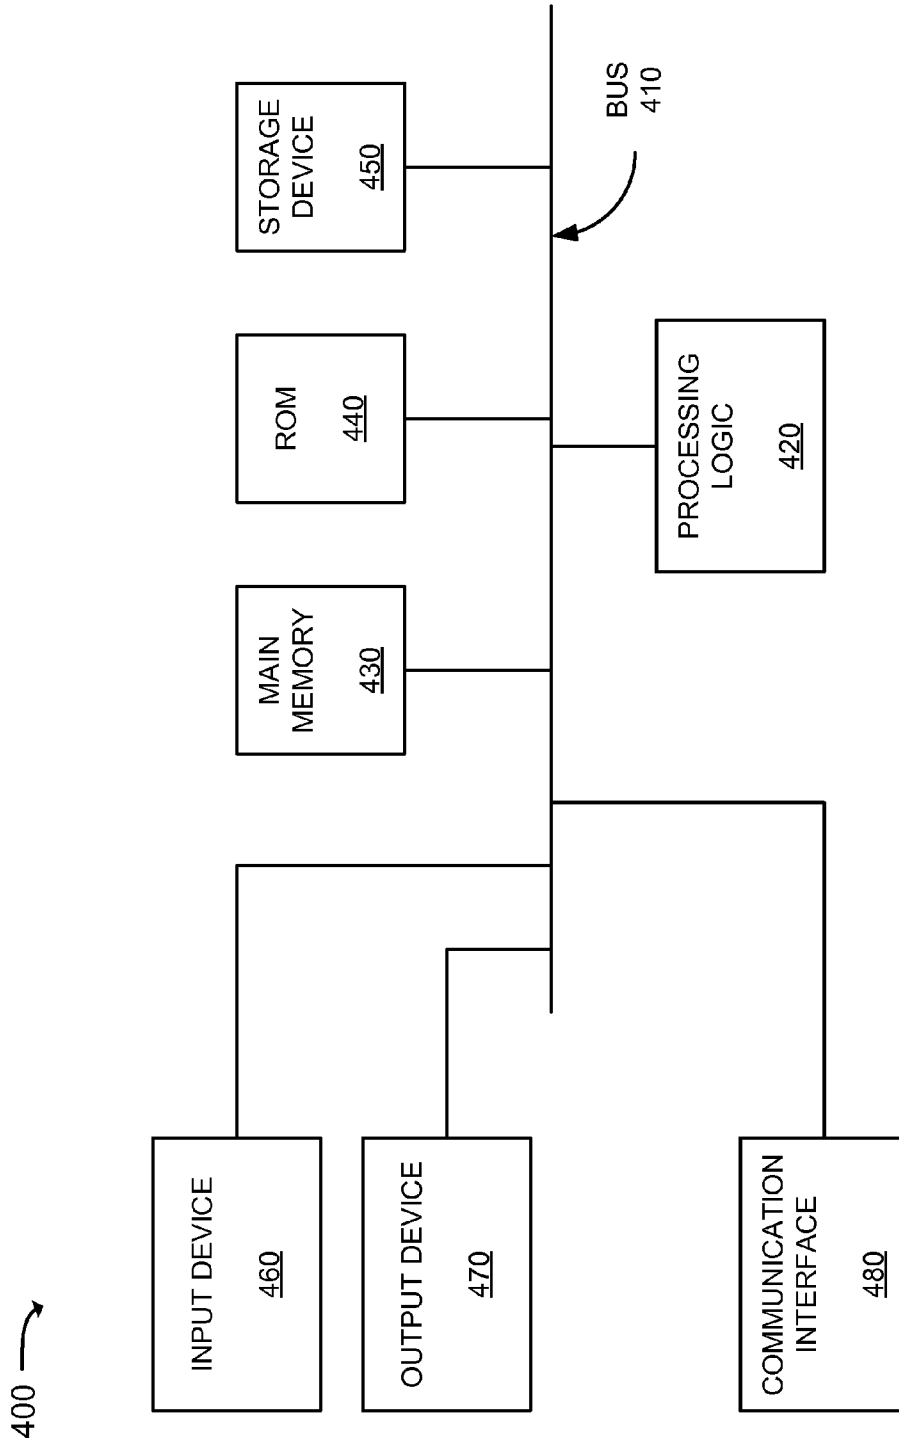 400
INPUT DEVICE
460
OUTPUT DEVICE
470
COMMUNICATION
INTERFACE
480
MAIN
MEMORY
430
ROM
440
STORAGE
DEVICE
450
PROCESSING
LOGIC
420
BUS
410